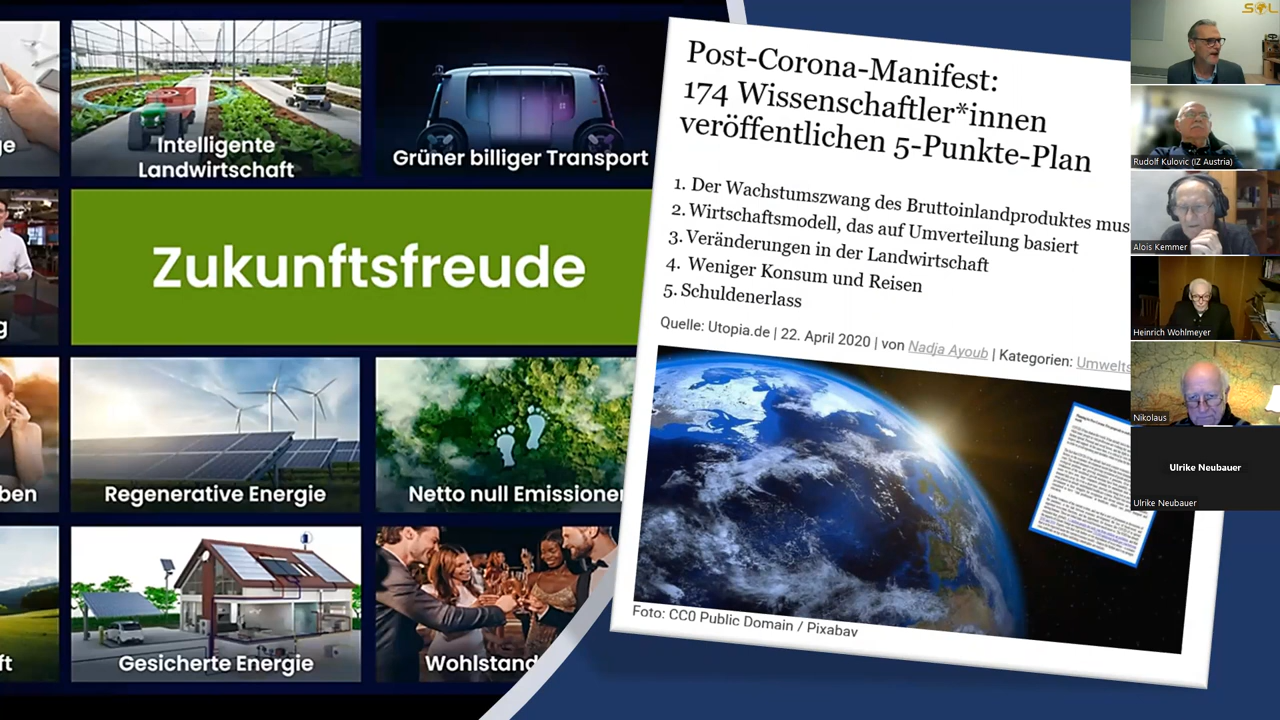 ge
Intelligente
Landwirtschaft
Grüner billiger Transport
g
Zukunftsfreude
ben
Regenerative Energie
Netto null Emissionen
ft
Gesicherte Energie
Wohlstand
Post-Corona-Manifest:
174 Wissenschaftler*innen
veröffentlichen 5-Punkte-Plan
1. Der Wachstumszwang des Bruttoinlandproduktes mus
2. Wirtschaftsmodell, das auf Umverteilung basiert
3. Veränderungen in der Landwirtschaft
4. Weniger Konsum und Reisen
5. Schuldenerlass
Quelle: Utopia.de | 22. April 2020 | von Nadja Ayoub | Kategorien: Umwelts
Foto: CC0 Public Domain / Pixabay
SOL
Rudolf Kulovic (IZ Austria)
Alois Kemmer
Heinrich Wohlmeyer
Nikolaus
Ulrike Neubauer
Ulrike Neubauer